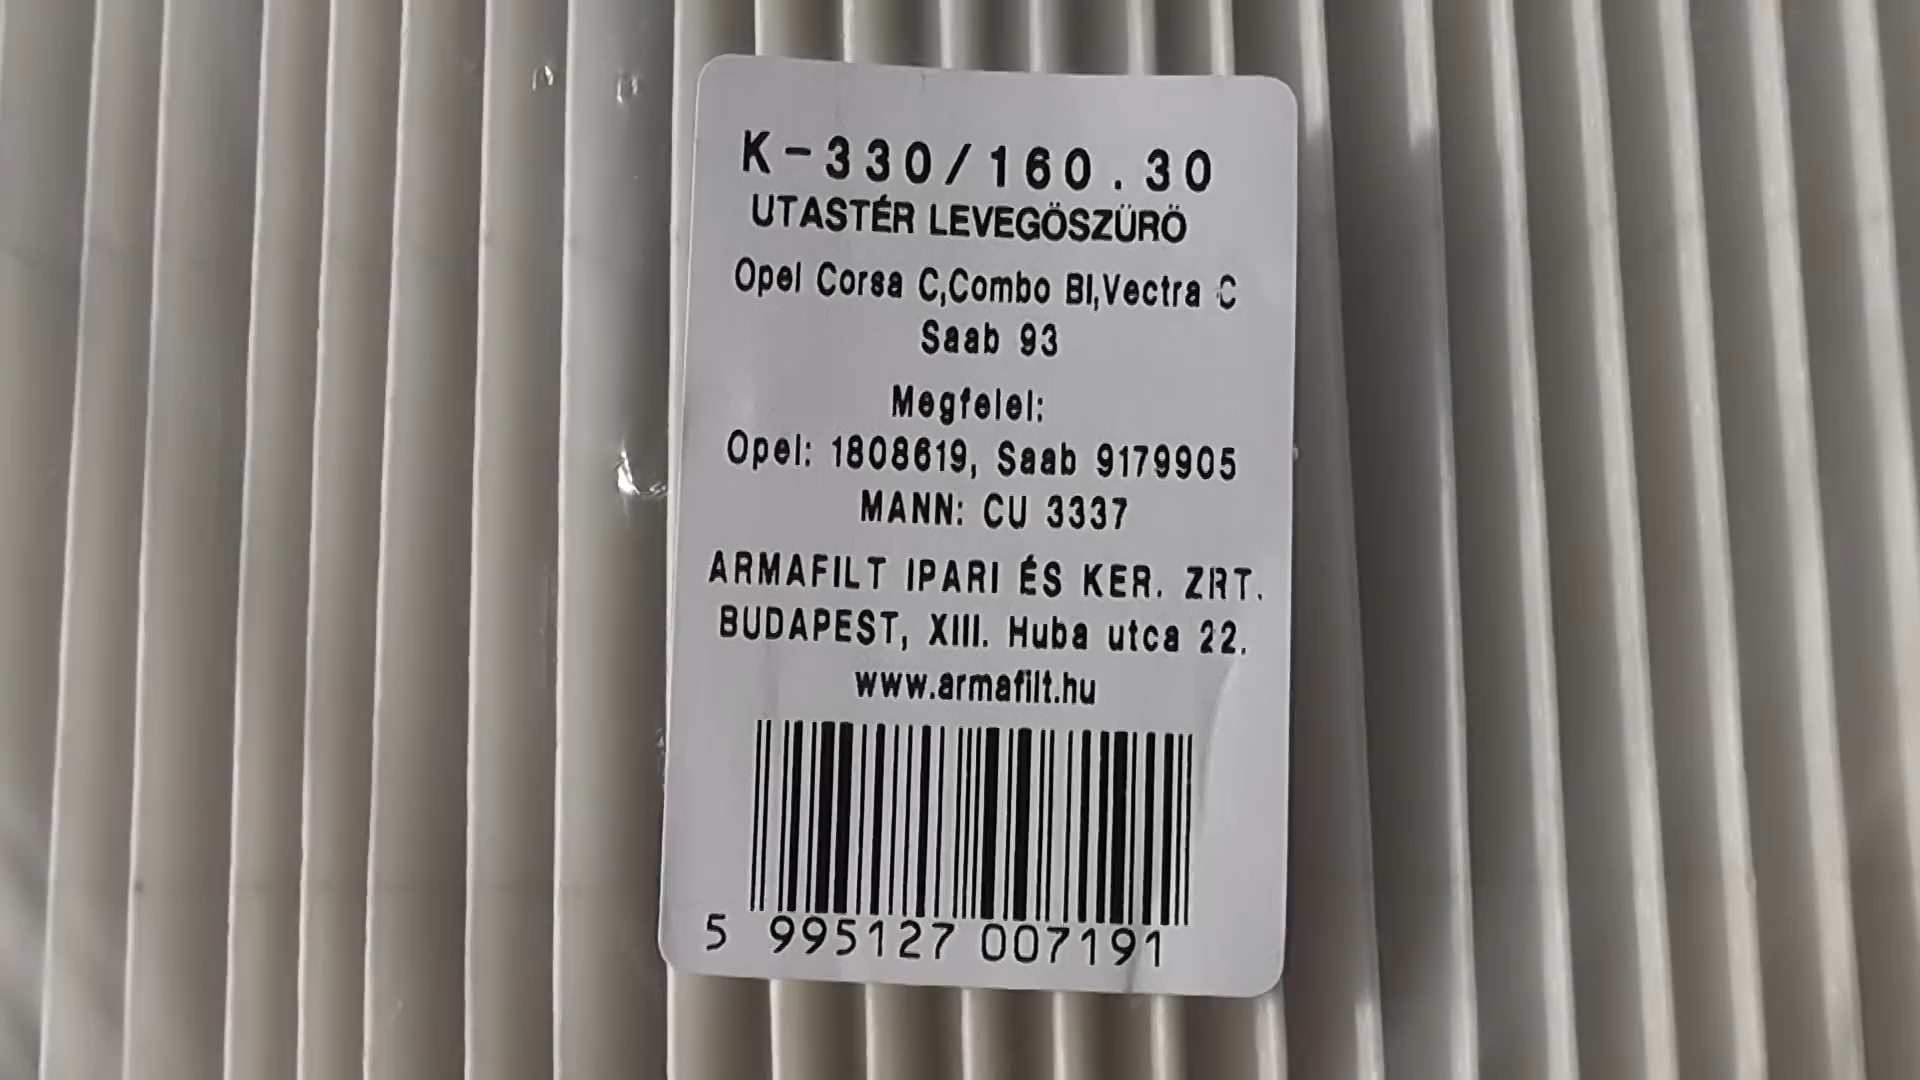 K-330/160.30
UTASTÉR LEVEGÖSZÜRÖ
Opel Corsa C,Combo BI,Vectra C
Saab 93
Megfelel:
Opel: 1808619, Saab 9179905
MANN: CU 3337
ARMAFILT IPARI ÉS KER. ZRT.
BUDAPEST, XIII. Huba utca 22.
www.armafilt.hu
5 995127 007191